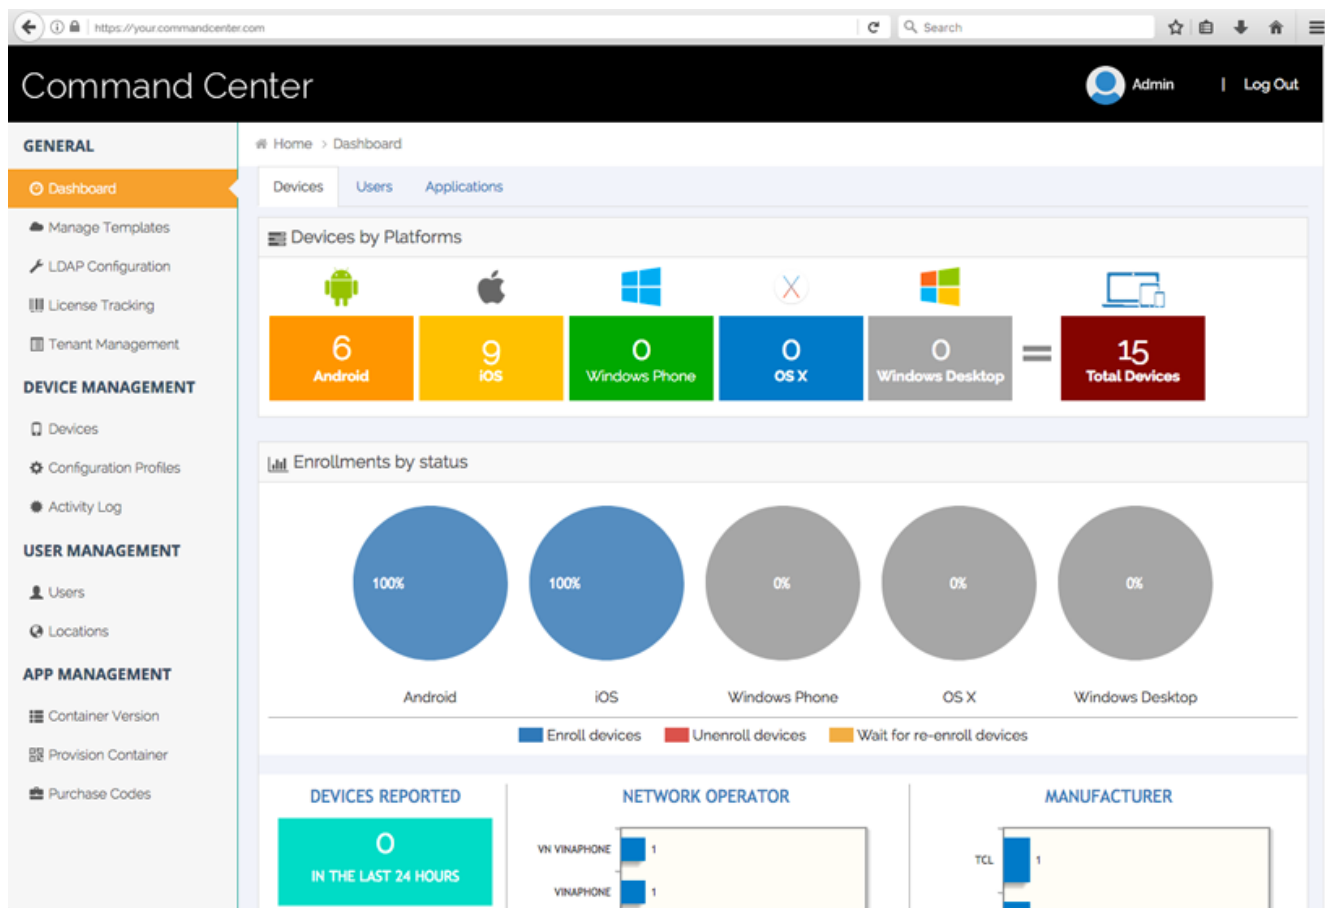 https://your.commandcenter.com
Search
Command Center
Admin | Log Out
GENERAL
Dashboard
Manage Templates
LDAP Configuration
License Tracking
Tenant Management
DEVICE MANAGEMENT
Devices
Configuration Profiles
Activity Log
USER MANAGEMENT
Users
Locations
APP MANAGEMENT
Container Version
Provision Container
Purchase Codes
Home > Dashboard
Devices Users Applications
Devices by Platforms
6 9 0 0 0 = 15
Android iOS Windows Phone OS X Windows Desktop Total Devices
Enrollments by status
100% 100% 0% 0% 0%
Android iOS Windows Phone OS X Windows Desktop
Enroll devices Unenroll devices Wait for re-enroll devices
DEVICES REPORTED
0
IN THE LAST 24 HOURS
NETWORK OPERATOR
VN VINAPHONE 1
VINAPHONE 1
MANUFACTURER
TCL 1